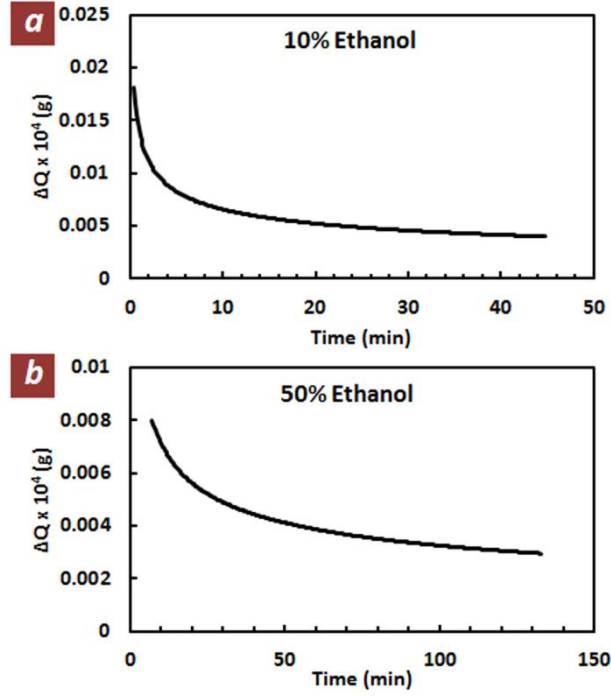 a
10% Ethanol
ΔQ x 10⁴ (g)
0.025
0.02
0.015
0.01
0.005
0
0 10 20 30 40 50
Time (min)
b
50% Ethanol
ΔQ x 10⁴ (g)
0.01
0.008
0.006
0.004
0.002
0
0 50 100 150
Time (min)